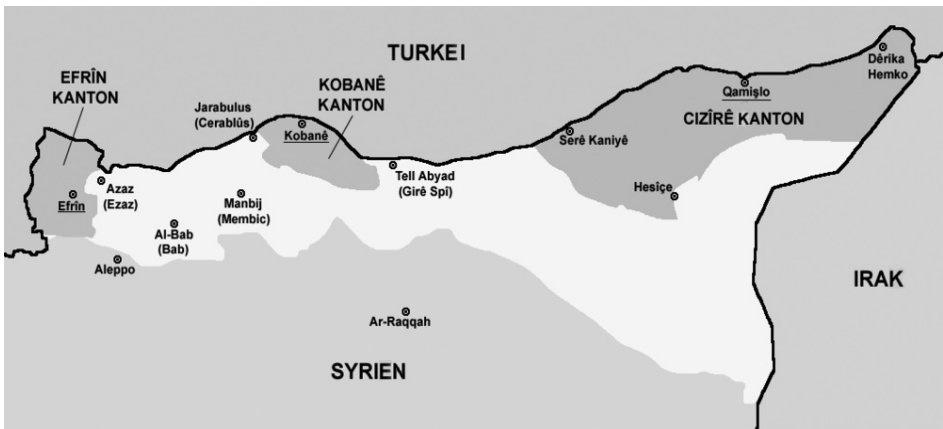 TURKEI
EFRÎN
KANTON
KOBANÊ
KANTON
Dêrika
Hemko
Jarabulus
(Cerablûs)
Kobanê
Qamişlo
CIZÎRÊ KANTON
Serê Kaniyê
Tell Abyad
(Girê Spî)
Azaz
(Ezaz)
Efrîn
Manbij
(Membic)
Hesîçe
Al-Bab
(Bab)
Aleppo
IRAK
Ar-Raqqah
SYRIEN